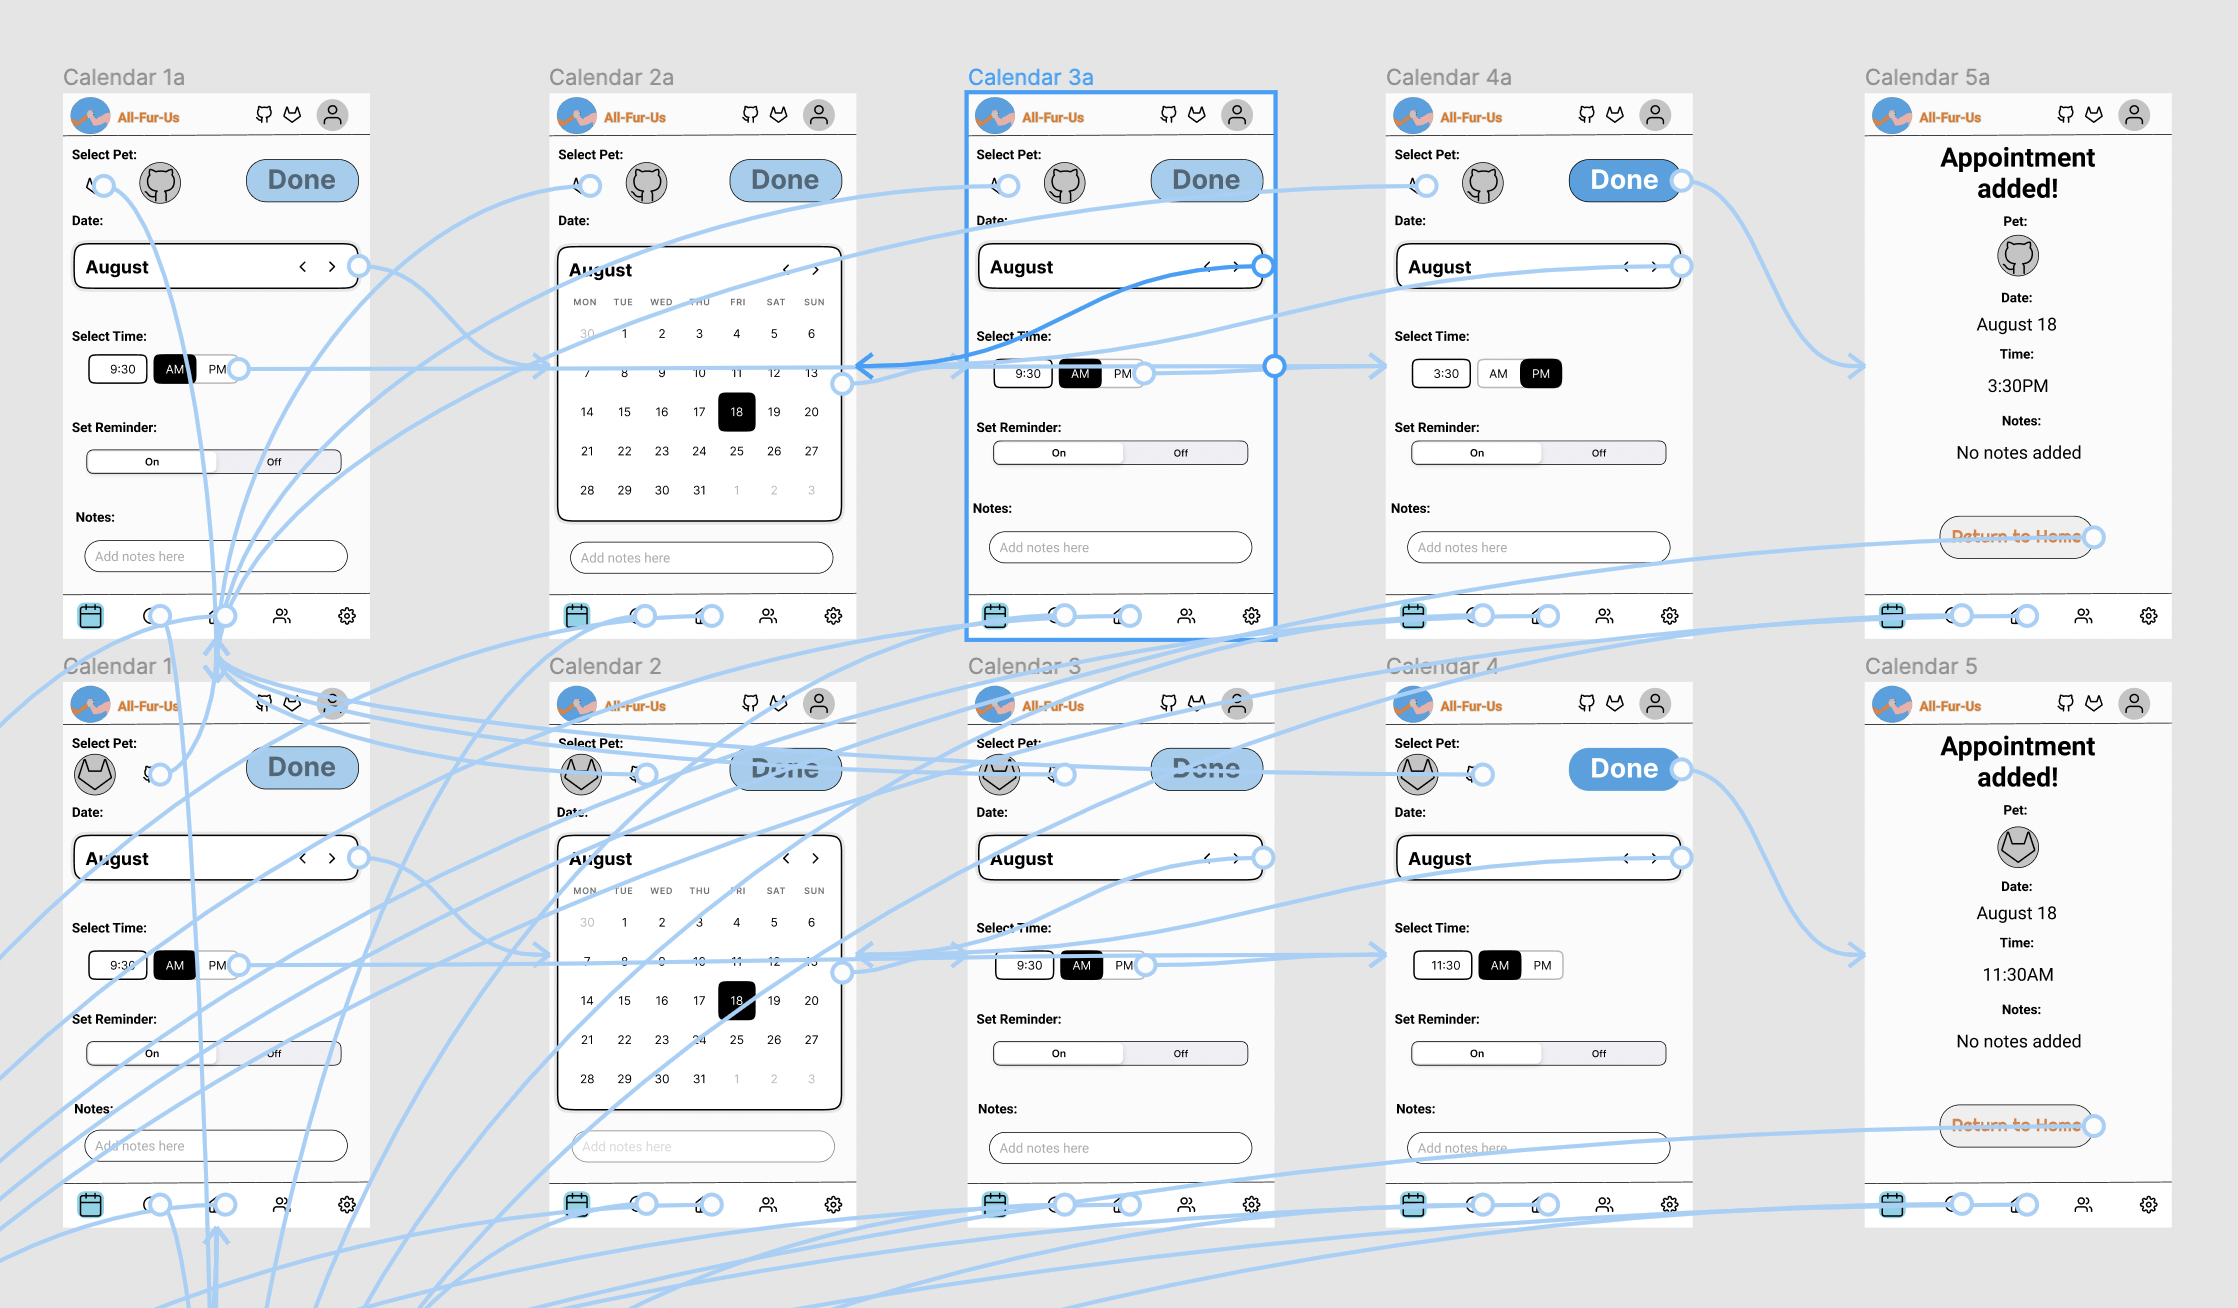 Calendar 1a
All-Fur-Us
Select Pet:
Done
Date:
August
Select Time:
9:30 AM PM
Set Reminder:
On Off
Notes:
Add notes here
Calendar 2a
All-Fur-Us
Select Pet:
Done
Date:
August
MON TUE WED THU FRI SAT SUN
30 1 2 3 4 5 6
7 8 9 10 11 12 13
14 15 16 17 18 19 20
21 22 23 24 25 26 27
28 29 30 31 1 2 3
Add notes here
Calendar 3a
All-Fur-Us
Select Pet:
Done
Date:
August
Select Time:
9:30 AM PM
Set Reminder:
On Off
Notes:
Add notes here
Calendar 4a
All-Fur-Us
Select Pet:
Done
Date:
August
Select Time:
3:30 AM PM
Set Reminder:
On Off
Notes:
Add notes here
Calendar 5a
All-Fur-Us
Appointment
added!
Pet:
Date:
August 18
Time:
3:30PM
Notes:
No notes added
Return to Home
Calendar 1
All-Fur-Us
Select Pet:
Done
Date:
August
Select Time:
9:30 AM PM
Set Reminder:
On Off
Notes:
Add notes here
Calendar 2
All-Fur-Us
Select Pet:
Done
Date:
August
MON TUE WED THU FRI SAT SUN
30 1 2 3 4 5 6
7 8 9 10 11 12 13
14 15 16 17 18 19 20
21 22 23 24 25 26 27
28 29 30 31 1 2 3
Add notes here
Calendar 3
All-Fur-Us
Select Pet:
Done
Date:
August
Select Time:
9:30 AM PM
Set Reminder:
On Off
Notes:
Add notes here
Calendar 4
All-Fur-Us
Select Pet:
Done
Date:
August
Select Time:
11:30 AM PM
Set Reminder:
On Off
Notes:
Add notes here
Calendar 5
All-Fur-Us
Appointment
added!
Pet:
Date:
August 18
Time:
11:30AM
Notes:
No notes added
Return to Home